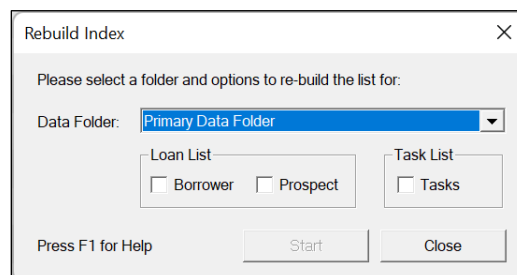 Rebuild Index
Please select a folder and options to re-build the list for:
Data Folder: Primary Data Folder
Loan List Task List
Borrower Prospect Tasks
Press F1 for Help Start Close